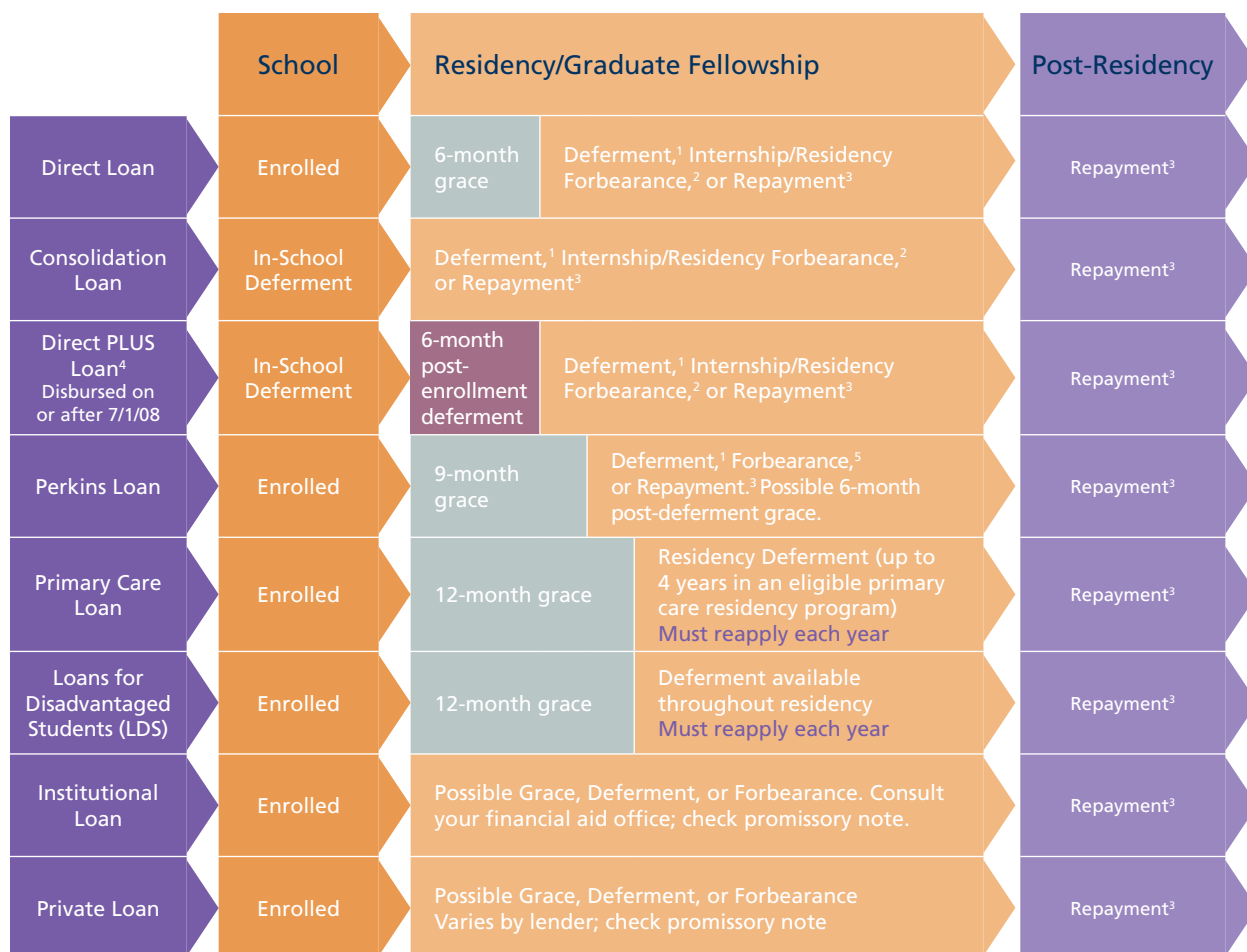 School
Residency/Graduate Fellowship
Post-Residency
Direct Loan
Enrolled
6-month
grace
Deferment,¹ Internship/Residency
Forbearance,² or Repayment³
Repayment³
Consolidation
Loan
In-School
Deferment
Deferment,¹ Internship/Residency Forbearance,²
or Repayment³
Repayment³
Direct PLUS
Loan⁴
Disbursed on
or after 7/1/08
In-School
Deferment
6-month
post-
enrollment
deferment
Deferment,¹ Internship/Residency
Forbearance,² or Repayment³
Repayment³
Perkins Loan
Enrolled
9-month
grace
Deferment,¹ Forbearance,⁵
or Repayment.³ Possible 6-month
post-deferment grace.
Repayment³
Primary Care
Loan
Enrolled
12-month grace
Residency Deferment (up to
4 years in an eligible primary
care residency program)
Must reapply each year
Repayment³
Loans for
Disadvantaged
Students (LDS)
Enrolled
12-month grace
Deferment available
throughout residency
Must reapply each year
Repayment³
Institutional
Loan
Enrolled
Possible Grace, Deferment, or Forbearance. Consult
your financial aid office; check promissory note.
Repayment³
Private Loan
Enrolled
Possible Grace, Deferment, or Forbearance
Varies by lender; check promissory note
Repayment³